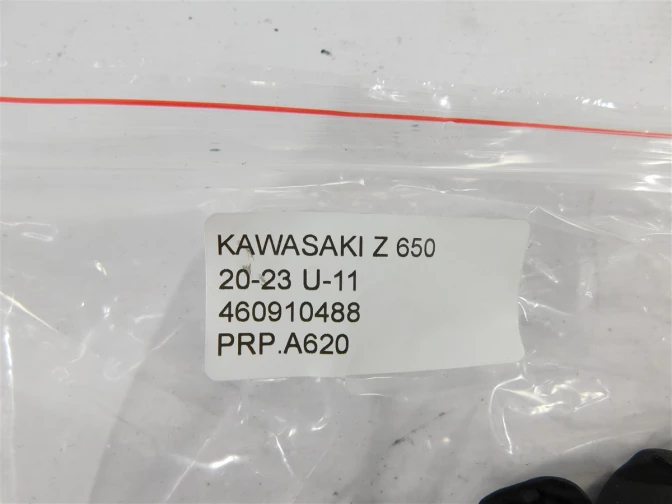 KAWASAKI Z 650
20-23 U-11
460910488
PRP.A620